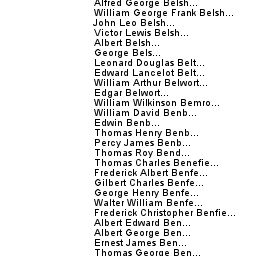 Alfred George Belsh...
William George Frank Belsh...
John Leo Belsh...
Victor Lewis Belsh...
Albert Belsh...
George Bels...
Leonard Douglas Belt...
Edward Lancelot Belt...
William Arthur Belwort...
Edgar Belwort...
William Wilkinson Bemro...
William David Benb...
Edwin Benb...
Thomas Henry Benb...
Percy James Benb...
Thomas Roy Bend...
Thomas Charles Benefie...
Frederick Albert Benfe...
Gilbert Charles Benfe...
George Henry Benfe...
Walter William Benfe...
Frederick Christopher Benfie...
Albert Edward Ben...
Albert George Ben...
Ernest James Ben...
Thomas George Ben...